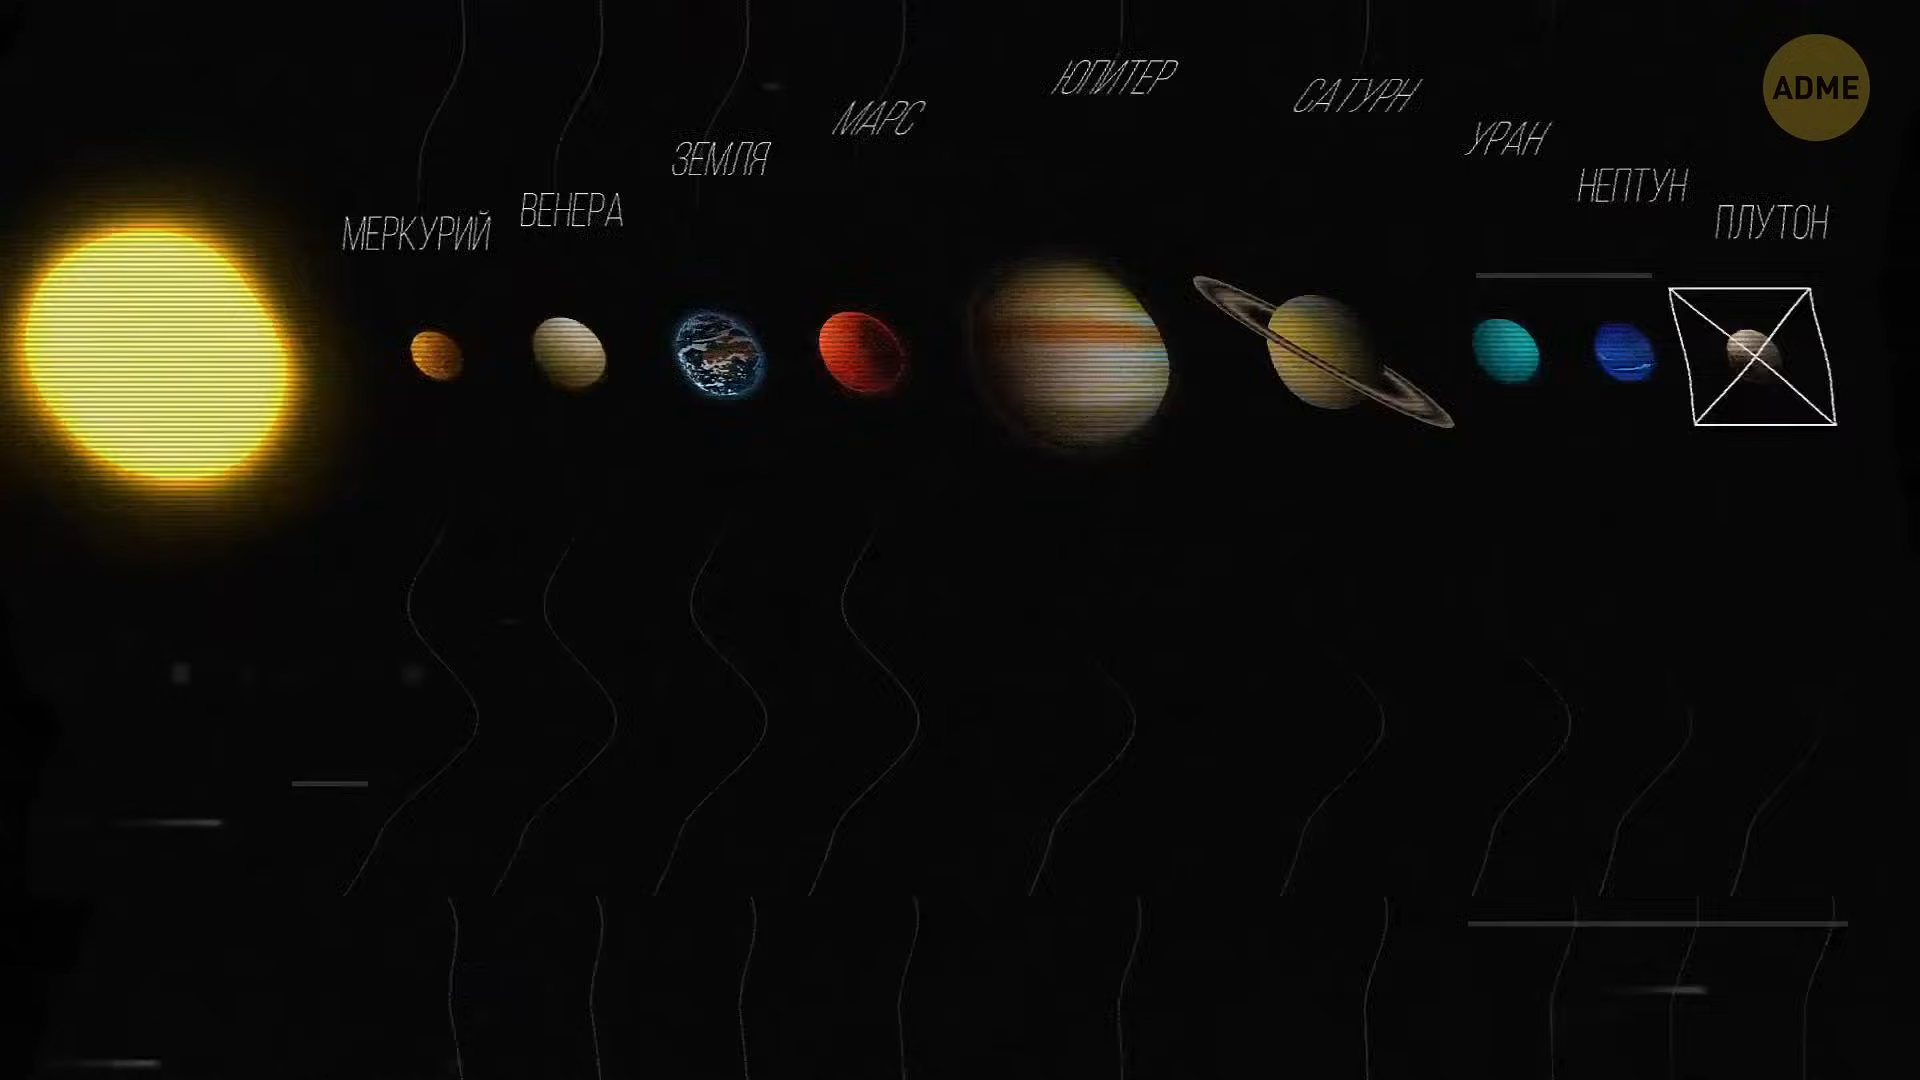 МЕРКУРИЙ
ВЕНЕРА
ЗЕМЛЯ
МАРС
ЮПИТЕР
САТУРН
УРАН
НЕПТУН
ПЛУТОН
ADME